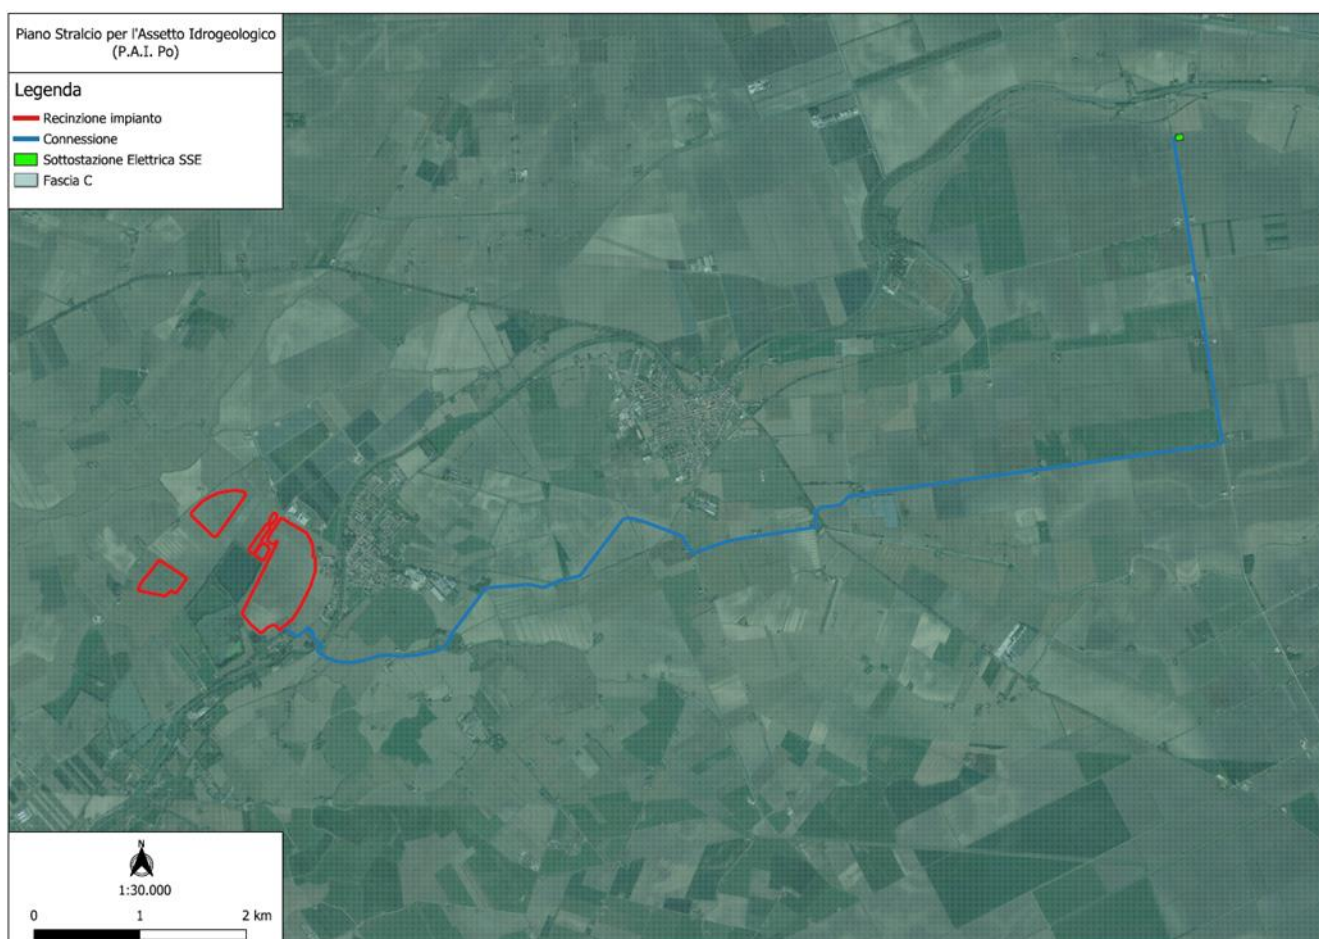 Piano Stralcio per l'Assetto Idrogeologico
(P.A.I. Po)
Legenda
Recinzione impianto
Connessione
Sottostazione Elettrica SSE
Fascia C
N
1:30.000
0 1 2 km